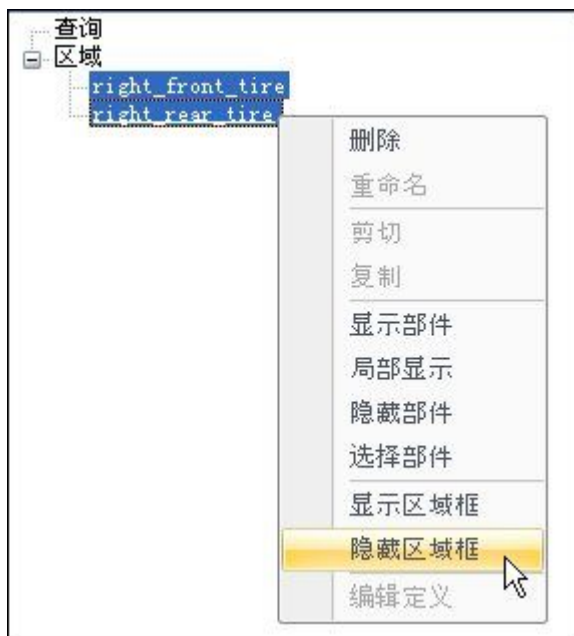 查询
区域
right_front_tire
right_rear_tire
删除
重命名
剪切
复制
显示部件
局部显示
隐藏部件
选择部件
显示区域框
隐藏区域框
编辑定义